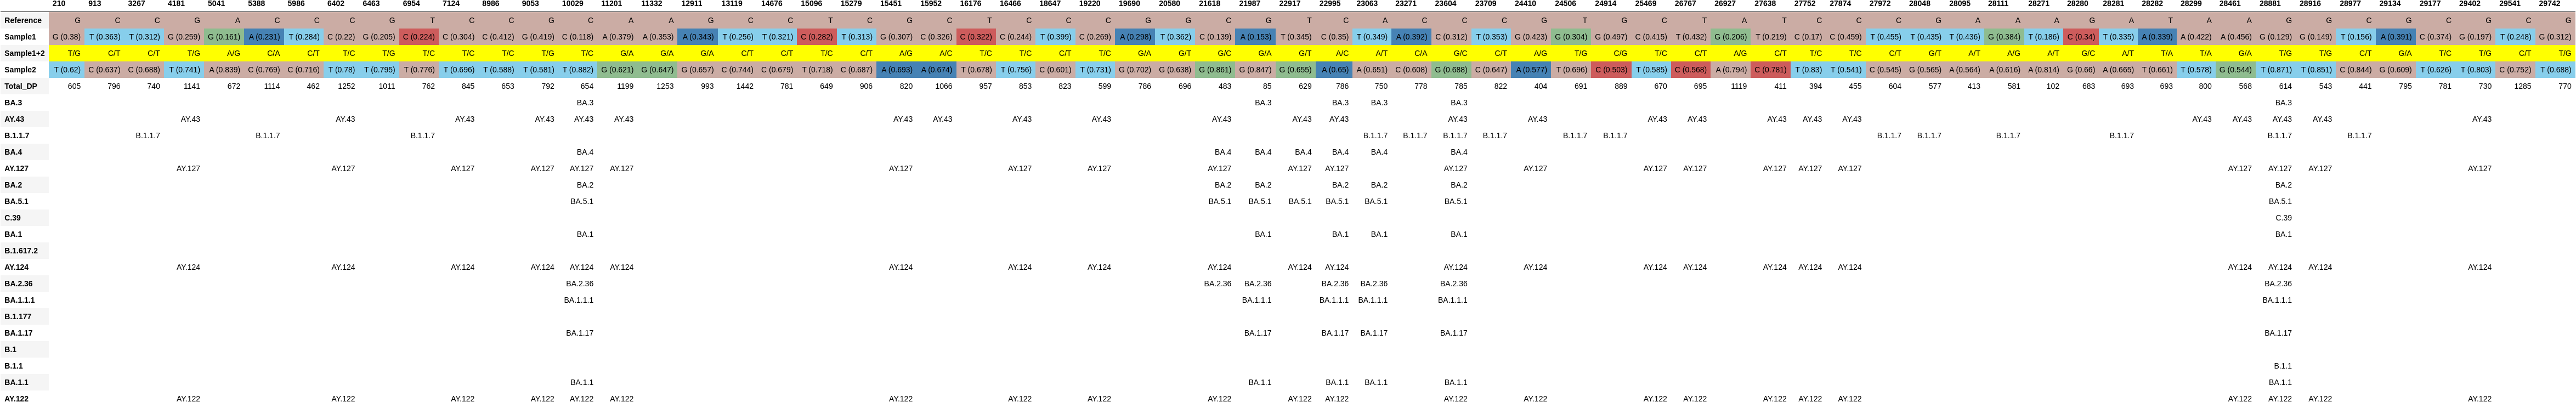 210 913 3267 4181 5041 5388 5986 6402 6463 6954 7124 8986 9053 10029 11201 11332 12911 13119 14676 15096 15279 15451 15952 16176 16466 18647 19220 19690 20580 21618 21987 22917 22995 23063 23271 23604 23709 24410 24506 24914 25469 26767 26927 27638 27752 27874 27972 28048 28095 28111 28271 28280 28281 28282 28299 28461 28881 28916 28977 29134 29177 29402 29541 29742
Reference G C C G A C C C G T C C G C A A G C C T C G C T C C C G G C G T C A C C C G T G C T A T C C C G A A A G A T A A G G C G C G C G
Sample1 G (0.38) T (0.363) T (0.312) G (0.259) G (0.161) A (0.231) T (0.284) C (0.22) G (0.205) C (0.224) C (0.304) C (0.412) G (0.419) C (0.118) A (0.379) A (0.353) A (0.343) T (0.256) T (0.321) C (0.282) T (0.313) G (0.307) C (0.326) C (0.322) C (0.244) T (0.399) C (0.269) A (0.298) T (0.362) C (0.139) A (0.153) T (0.345) C (0.35) T (0.349) A (0.392) C (0.312) T (0.353) G (0.423) G (0.304) G (0.497) C (0.415) T (0.432) G (0.206) T (0.219) C (0.17) C (0.459) T (0.455) T (0.435) T (0.436) G (0.384) T (0.186) C (0.34) T (0.335) A (0.339) A (0.422) A (0.456) G (0.129) G (0.149) T (0.156) A (0.391) C (0.374) G (0.197) T (0.248) G (0.312)
Sample1+2 T/G C/T C/T T/G A/G C/A C/T T/C T/G T/C T/C T/C T/G T/C G/A G/A G/A C/T C/T T/C C/T A/G A/C T/C T/C C/T T/C G/A G/T G/C G/A G/T A/C A/T C/A G/C C/T A/G T/G C/G T/C C/T A/G C/T T/C T/C C/T G/T A/T A/G A/T G/C A/T T/A T/A G/A T/G T/G C/T G/A T/C T/G C/T T/G
Sample2 T (0.62) C (0.637) C (0.688) T (0.741) A (0.839) C (0.769) C (0.716) T (0.78) T (0.795) T (0.776) T (0.696) T (0.588) T (0.581) T (0.882) G (0.621) G (0.647) G (0.657) C (0.744) C (0.679) T (0.718) C (0.687) A (0.693) A (0.674) T (0.678) T (0.756) C (0.601) T (0.731) G (0.702) G (0.638) G (0.861) G (0.847) G (0.655) A (0.65) A (0.651) C (0.608) G (0.688) C (0.647) A (0.577) T (0.696) C (0.503) T (0.585) C (0.568) A (0.794) C (0.781) T (0.83) T (0.541) C (0.545) G (0.565) A (0.564) A (0.616) A (0.814) G (0.66) A (0.665) T (0.661) T (0.578) G (0.544) T (0.871) T (0.851) C (0.844) G (0.609) T (0.626) T (0.803) C (0.752) T (0.688)
Total_DP 605 796 740 1141 672 1114 462 1252 1011 762 845 653 792 654 1199 1253 993 1442 781 649 906 820 1066 957 853 823 599 786 696 483 85 629 786 750 778 785 822 404 691 889 670 695 1119 411 394 455 604 577 413 581 102 683 693 693 800 568 614 543 441 795 781 730 1285 770
BA.3 BA.3 BA.3 BA.3 BA.3 BA.3 BA.3
AY.43 AY.43 AY.43 AY.43 AY.43 AY.43 AY.43 AY.43 AY.43 AY.43 AY.43 AY.43 AY.43 AY.43 AY.43 AY.43 AY.43 AY.43 AY.43 AY.43 AY.43 AY.43 AY.43 AY.43 AY.43 AY.43
B.1.1.7 B.1.1.7 B.1.1.7 B.1.1.7 B.1.1.7 B.1.1.7 B.1.1.7 B.1.1.7 B.1.1.7 B.1.1.7 B.1.1.7 B.1.1.7 B.1.1.7 B.1.1.7 B.1.1.7 B.1.1.7
BA.4 BA.4 BA.4 BA.4 BA.4 BA.4 BA.4 BA.4
AY.127 AY.127 AY.127 AY.127 AY.127 AY.127 AY.127 AY.127 AY.127 AY.127 AY.127 AY.127 AY.127 AY.127 AY.127 AY.127 AY.127 AY.127 AY.127 AY.127 AY.127 AY.127 AY.127 AY.127
BA.2 BA.2 BA.2 BA.2 BA.2 BA.2 BA.2 BA.2
BA.5.1 BA.5.1 BA.5.1 BA.5.1 BA.5.1 BA.5.1 BA.5.1 BA.5.1 BA.5.1
C.39 C.39
BA.1 BA.1 BA.1 BA.1 BA.1 BA.1 BA.1
B.1.617.2
AY.124 AY.124 AY.124 AY.124 AY.124 AY.124 AY.124 AY.124 AY.124 AY.124 AY.124 AY.124 AY.124 AY.124 AY.124 AY.124 AY.124 AY.124 AY.124 AY.124 AY.124 AY.124 AY.124 AY.124
BA.2.36 BA.2.36 BA.2.36 BA.2.36 BA.2.36 BA.2.36 BA.2.36 BA.2.36
BA.1.1.1 BA.1.1.1 BA.1.1.1 BA.1.1.1 BA.1.1.1 BA.1.1.1 BA.1.1.1
B.1.177
BA.1.17 BA.1.17 BA.1.17 BA.1.17 BA.1.17 BA.1.17 BA.1.17
B.1
B.1.1 B.1.1
BA.1.1 BA.1.1 BA.1.1 BA.1.1 BA.1.1 BA.1.1 BA.1.1
AY.122 AY.122 AY.122 AY.122 AY.122 AY.122 AY.122 AY.122 AY.122 AY.122 AY.122 AY.122 AY.122 AY.122 AY.122 AY.122 AY.122 AY.122 AY.122 AY.122 AY.122 AY.122 AY.122 AY.122